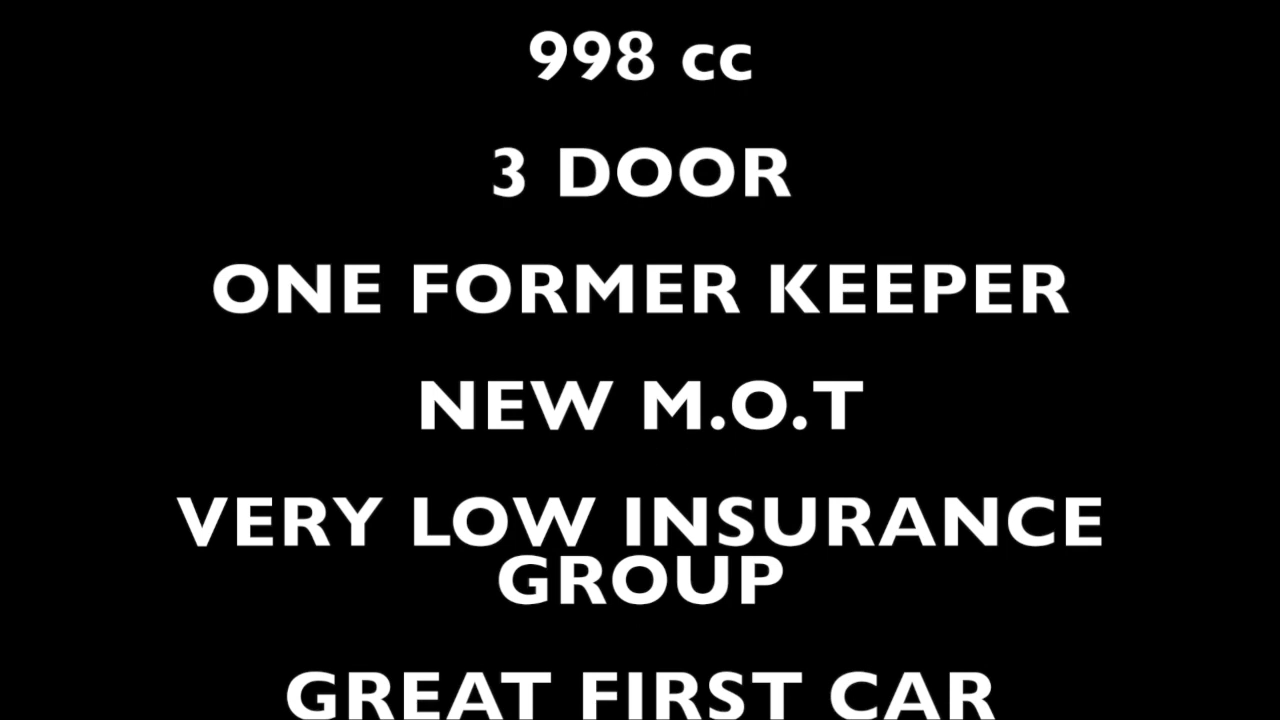 998 cc
3 DOOR
ONE FORMER KEEPER
NEW M.O.T
VERY LOW INSURANCE
GROUP
GREAT FIRST CAR